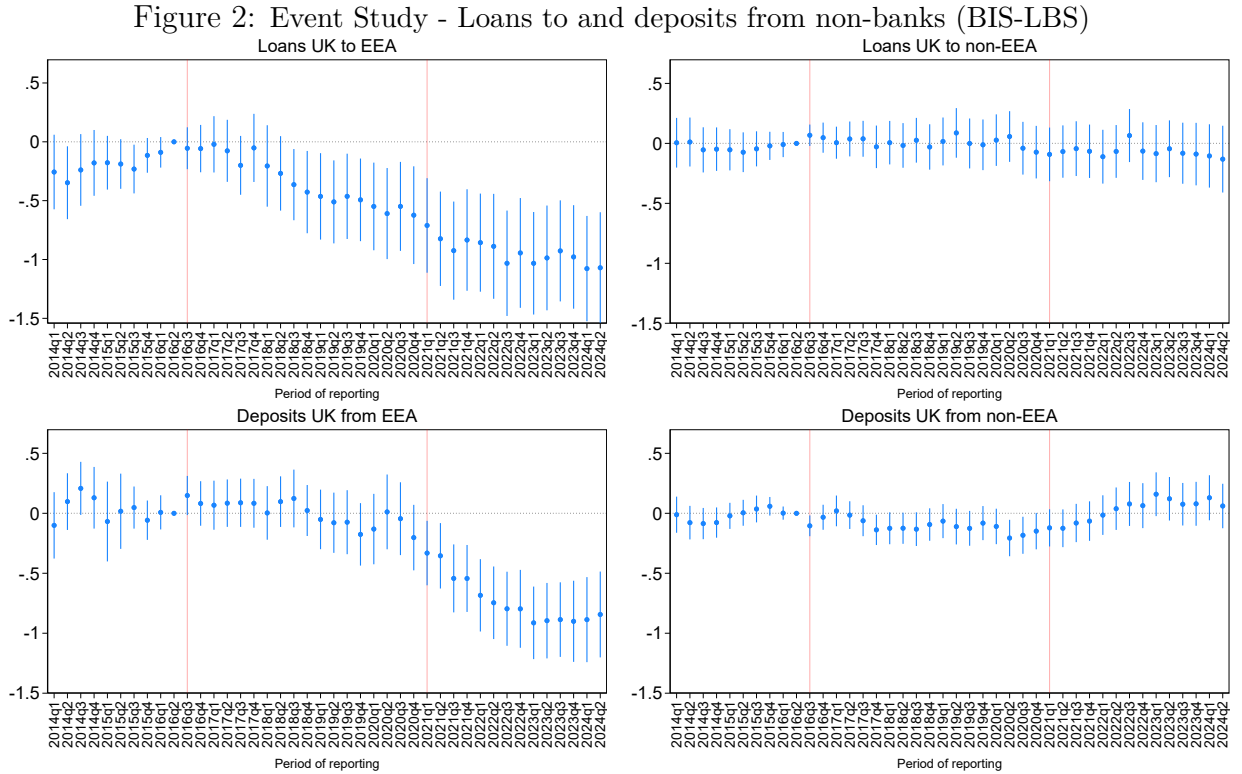 Figure 2: Event Study - Loans to and deposits from non-banks (BIS-LBS)
Loans UK to EEA
.5
0
-.5
-1
-1.5
2014q1 2014q2 2014q3 2014q4 2015q1 2015q2 2015q3 2015q4 2016q1 2016q2 2016q3 2016q4 2017q1 2017q2 2017q3 2017q4 2018q1 2018q2 2018q3 2018q4 2019q1 2019q2 2019q3 2019q4 2020q1 2020q2 2020q3 2020q4 2021q1 2021q2 2021q3 2021q4 2022q1 2022q2 2022q3 2022q4 2023q1 2023q2 2023q3 2023q4 2024q1 2024q2
Period of reporting
Loans UK to non-EEA
.5
0
-.5
-1
-1.5
2014q1 2014q2 2014q3 2014q4 2015q1 2015q2 2015q3 2015q4 2016q1 2016q2 2016q3 2016q4 2017q1 2017q2 2017q3 2017q4 2018q1 2018q2 2018q3 2018q4 2019q1 2019q2 2019q3 2019q4 2020q1 2020q2 2020q3 2020q4 2021q1 2021q2 2021q3 2021q4 2022q1 2022q2 2022q3 2022q4 2023q1 2023q2 2023q3 2023q4 2024q1 2024q2
Period of reporting
Deposits UK from EEA
.5
0
-.5
-1
-1.5
2014q1 2014q2 2014q3 2014q4 2015q1 2015q2 2015q3 2015q4 2016q1 2016q2 2016q3 2016q4 2017q1 2017q2 2017q3 2017q4 2018q1 2018q2 2018q3 2018q4 2019q1 2019q2 2019q3 2019q4 2020q1 2020q2 2020q3 2020q4 2021q1 2021q2 2021q3 2021q4 2022q1 2022q2 2022q3 2022q4 2023q1 2023q2 2023q3 2023q4 2024q1 2024q2
Period of reporting
Deposits UK from non-EEA
.5
0
-.5
-1
-1.5
2014q1 2014q2 2014q3 2014q4 2015q1 2015q2 2015q3 2015q4 2016q1 2016q2 2016q3 2016q4 2017q1 2017q2 2017q3 2017q4 2018q1 2018q2 2018q3 2018q4 2019q1 2019q2 2019q3 2019q4 2020q1 2020q2 2020q3 2020q4 2021q1 2021q2 2021q3 2021q4 2022q1 2022q2 2022q3 2022q4 2023q1 2023q2 2023q3 2023q4 2024q1 2024q2
Period of reporting